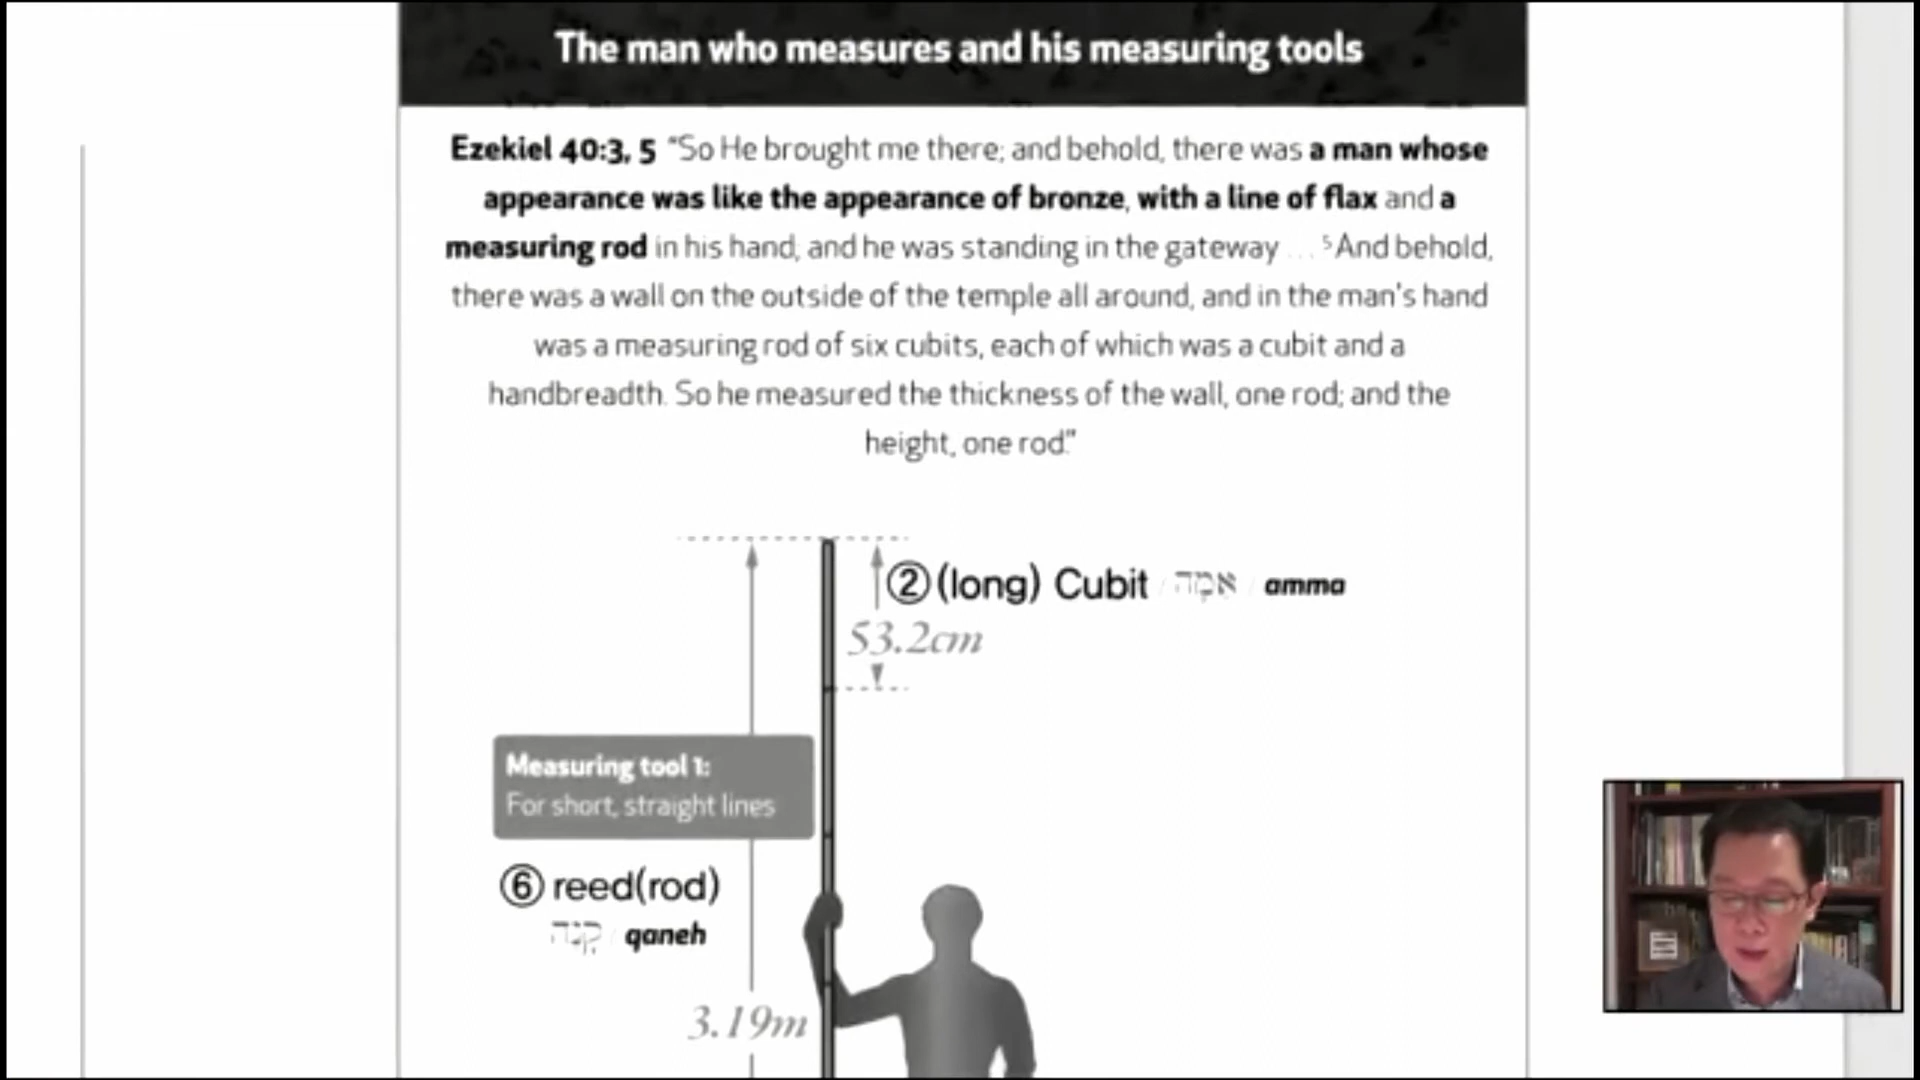 The man who measures and his measuring tools
Ezekiel 40:3, 5 “So He brought me there; and behold, there was a man whose
appearance was like the appearance of bronze, with a line of flax and a
measuring rod in his hand, and he was standing in the gateway ... ⁵And behold,
there was a wall on the outside of the temple all around, and in the man's hand
was a measuring rod of six cubits, each of which was a cubit and a
handbreadth. So he measured the thickness of the wall, one rod; and the
height, one rod.”
②(long) Cubit / אַמָּה / amma
53.2cm
Measuring tool 1:
For short, straight lines
⑥ reed(rod)
קָנֶה / qaneh
3.19m